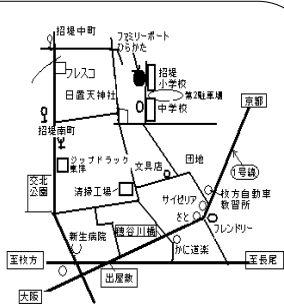 招堤中町
ファミリーポート
ひらかた
フレスコ
招堤
小学校
日置天神社
第2駐車場
中学校
京都
招堤南町
1号線
ジップドラッグ
東洋
文具店
団地
交北
公園
清掃工場
枚方自動車
教習所
サイゼリア
さと
フレンドリー
新生病院
穂谷川橋
かに道楽
至枚方
至長尾
出屋敷
大阪